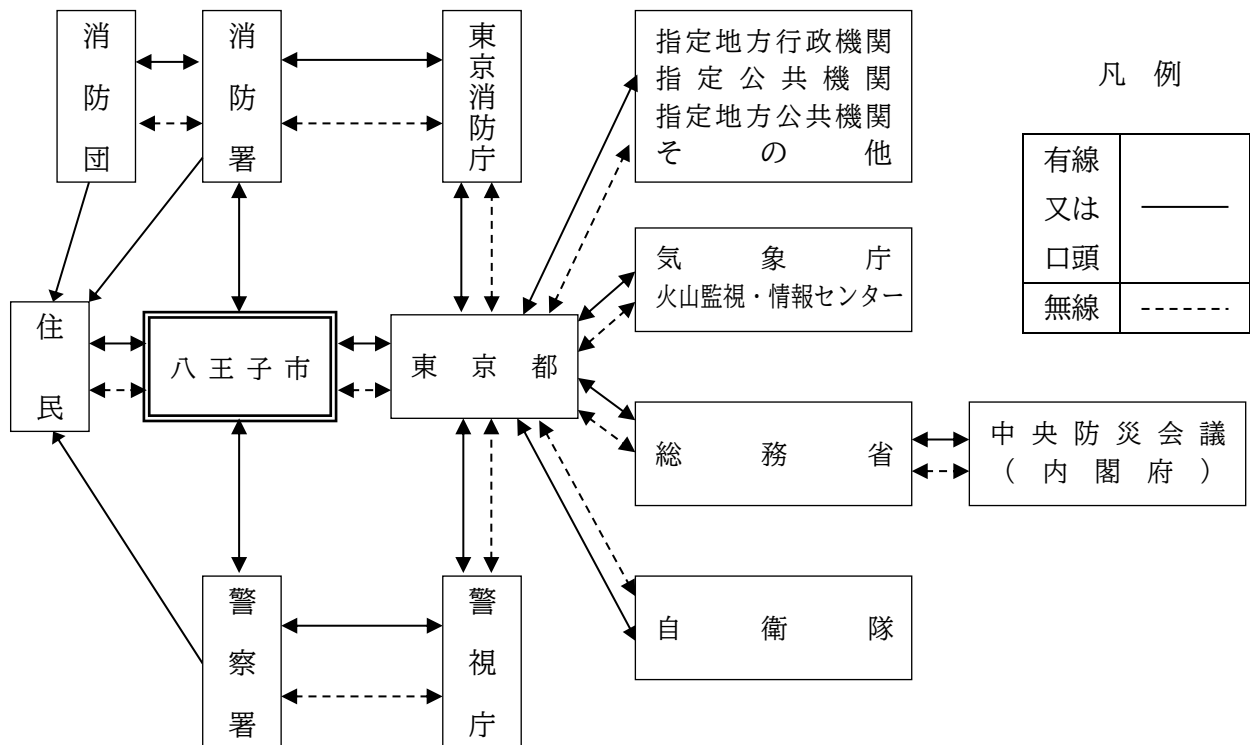 消防団
消防署
東京消防庁
指定地方行政機関
指定公共機関
指定地方公共機関
その他
凡 例
有線
又は
口頭
無線
気象庁
火山監視・情報センター
住民
八王子市
東京都
総務省
中央防災会議
（内閣府）
警察署
警視庁
自衛隊